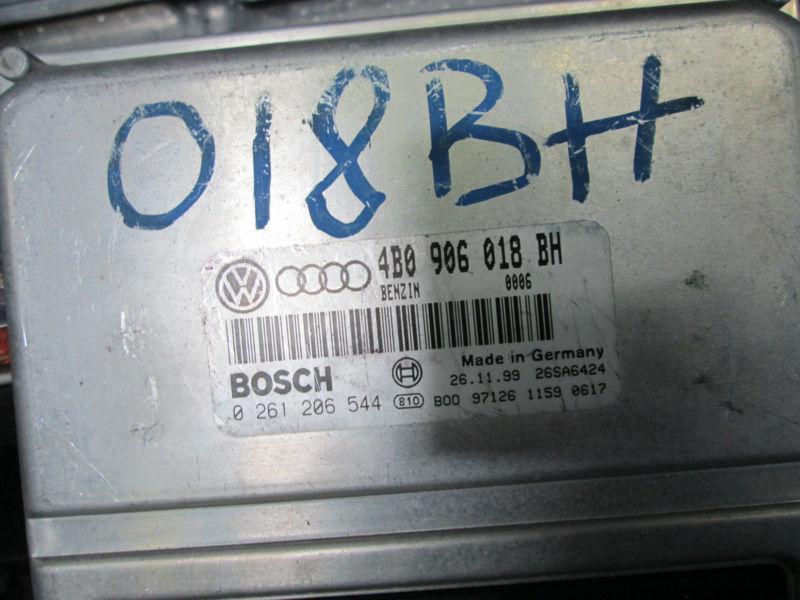 018BH
4B0 906 018 BH
BENZIN 0006
BOSCH
Made in Germany
26.11.99 26SA6424
0 261 206 544 810 B00 97126 1159 0617